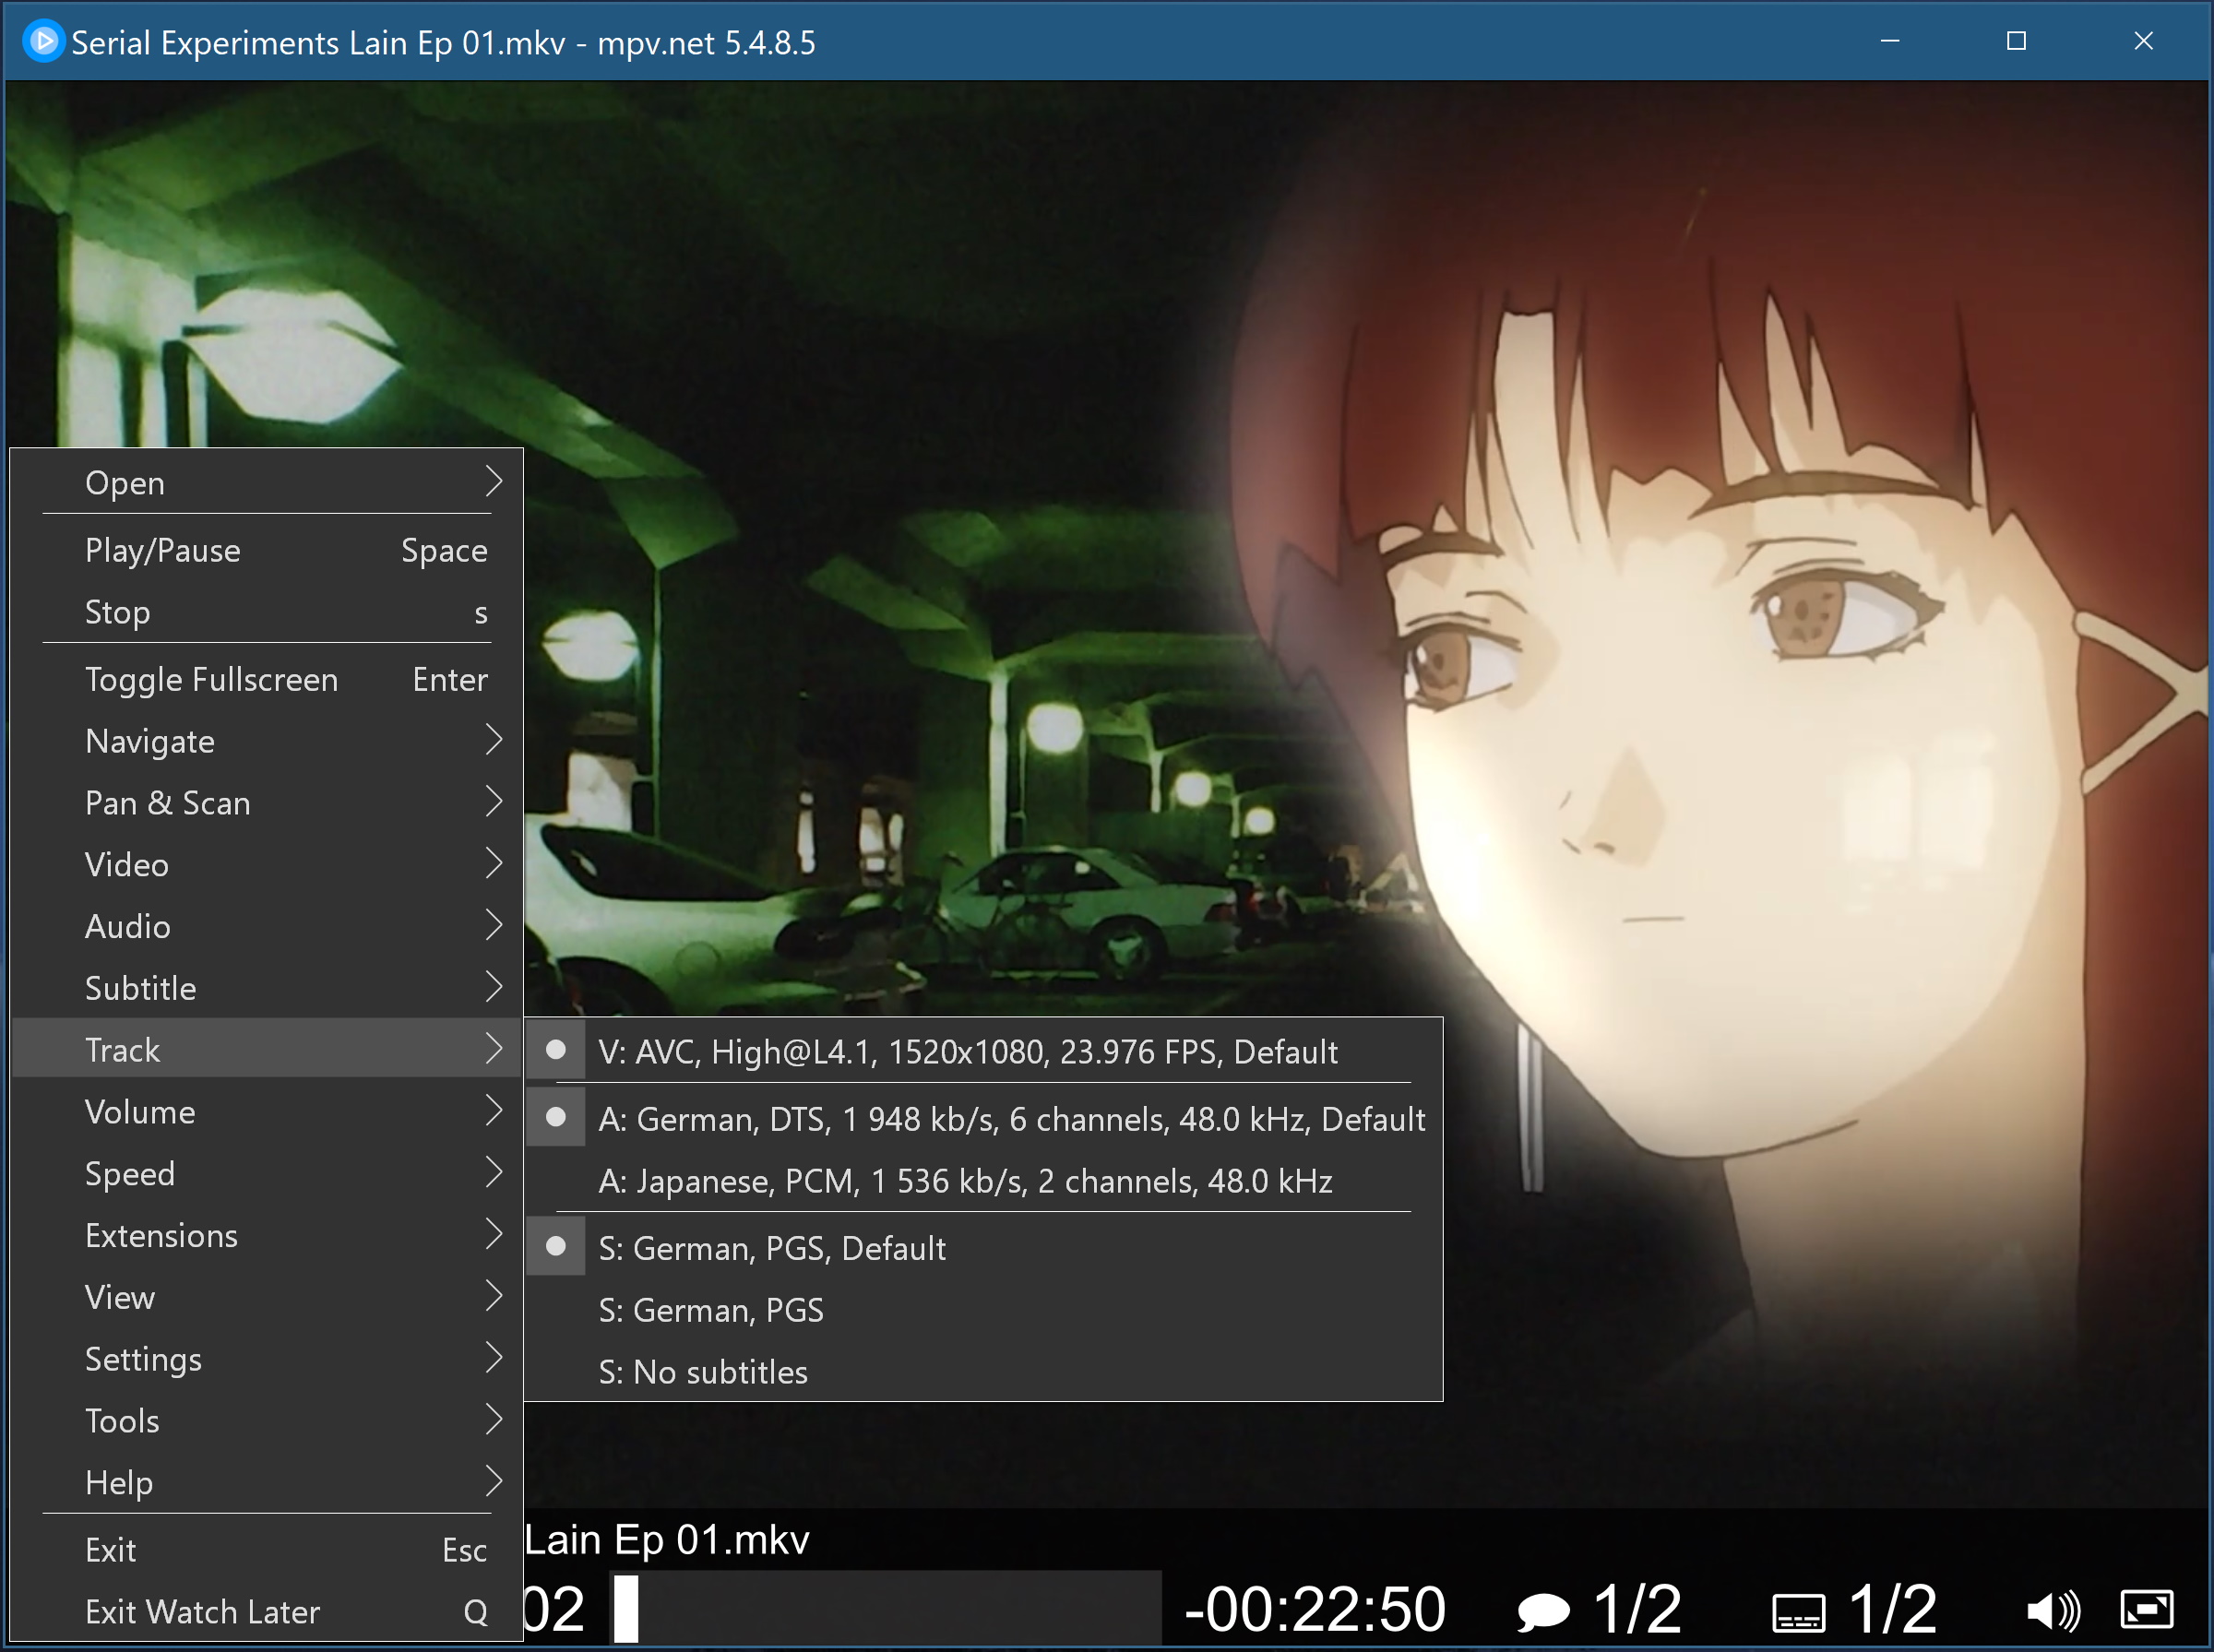 Serial Experiments Lain Ep 01.mkv - mpv.net 5.4.8.5
Open
Play/Pause Space
Stop s
Toggle Fullscreen Enter
Navigate
Pan & Scan
Video
Audio
Subtitle
Track
Volume
Speed
Extensions
View
Settings
Tools
Help
Exit Esc
Exit Watch Later Q
V: AVC, High@L4.1, 1520x1080, 23.976 FPS, Default
A: German, DTS, 1 948 kb/s, 6 channels, 48.0 kHz, Default
A: Japanese, PCM, 1 536 kb/s, 2 channels, 48.0 kHz
S: German, PGS, Default
S: German, PGS
S: No subtitles
Lain Ep 01.mkv
02 -00:22:50 1/2 1/2